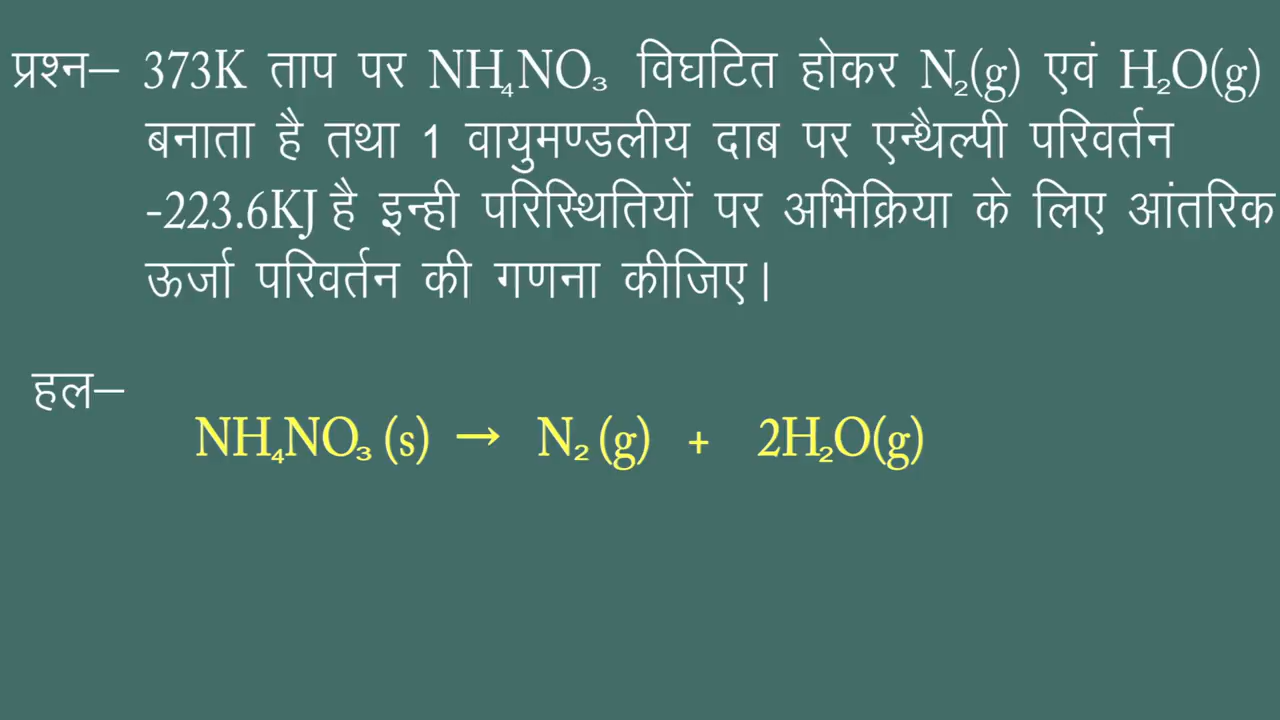 प्रश्न– 373K ताप पर NH₄NO₃ विघटित होकर N₂(g) एवं H₂O(g)
बनाता है तथा 1 वायुमण्डलीय दाब पर एन्थैल्पी परिवर्तन
-223.6KJ है इन्ही परिस्थितियों पर अभिक्रिया के लिए आंतरिक
ऊर्जा परिवर्तन की गणना कीजिए।
हल–
NH₄NO₃ (s) → N₂ (g) + 2H₂O(g)